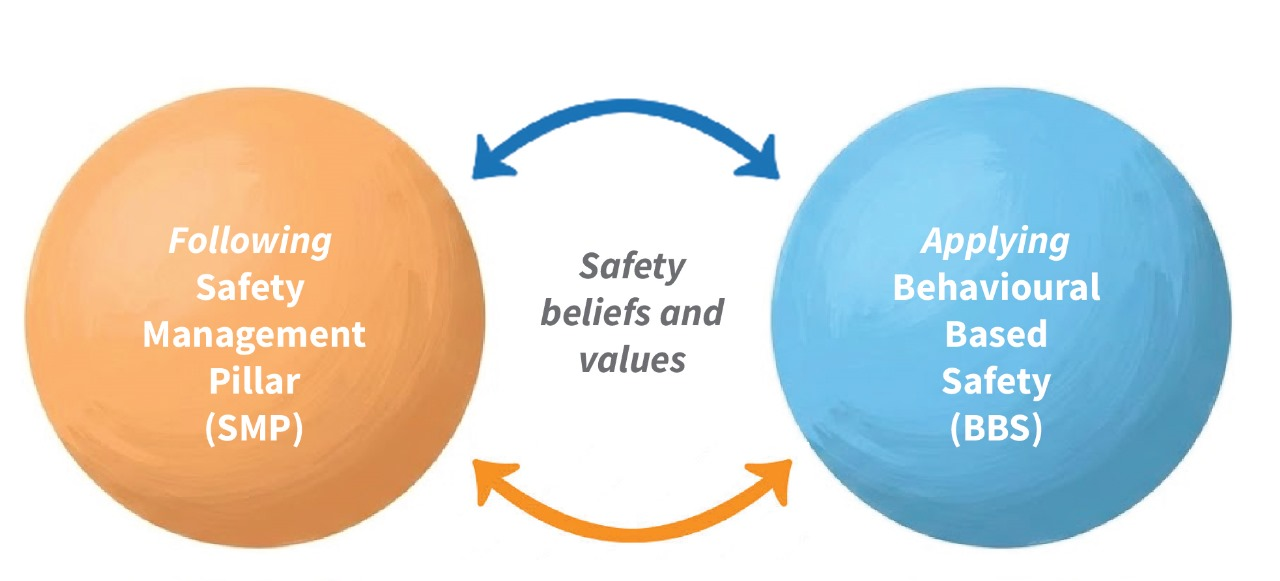 Following
Safety
Management
Pillar
(SMP)
Safety
beliefs and
values
Applying
Behavioural
Based
Safety
(BBS)